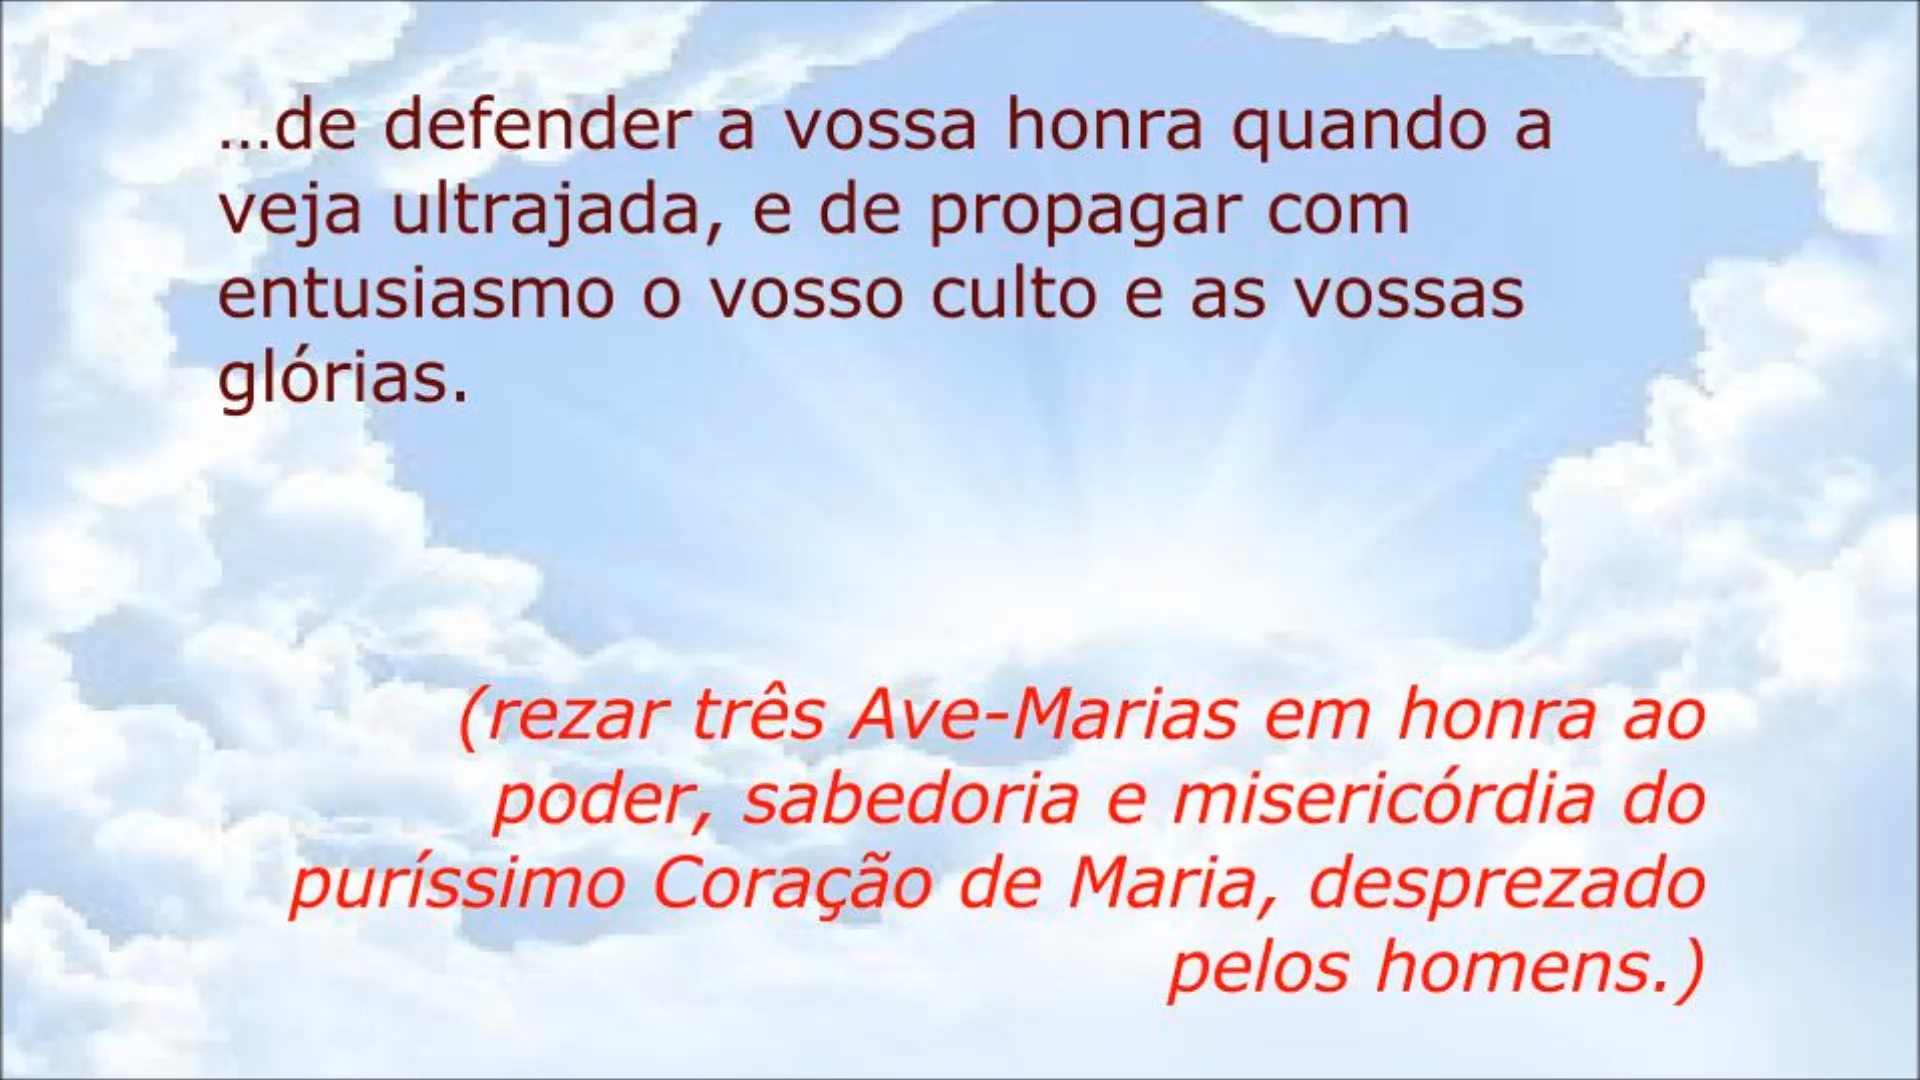 ...de defender a vossa honra quando a
veja ultrajada, e de propagar com
entusiasmo o vosso culto e as vossas
glórias.
(rezar três Ave-Marias em honra ao
poder, sabedoria e misericórdia do
puríssimo Coração de Maria, desprezado
pelos homens.)